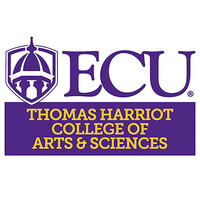 ECU®
THOMAS HARRIOT
COLLEGE OF
ARTS & SCIENCES